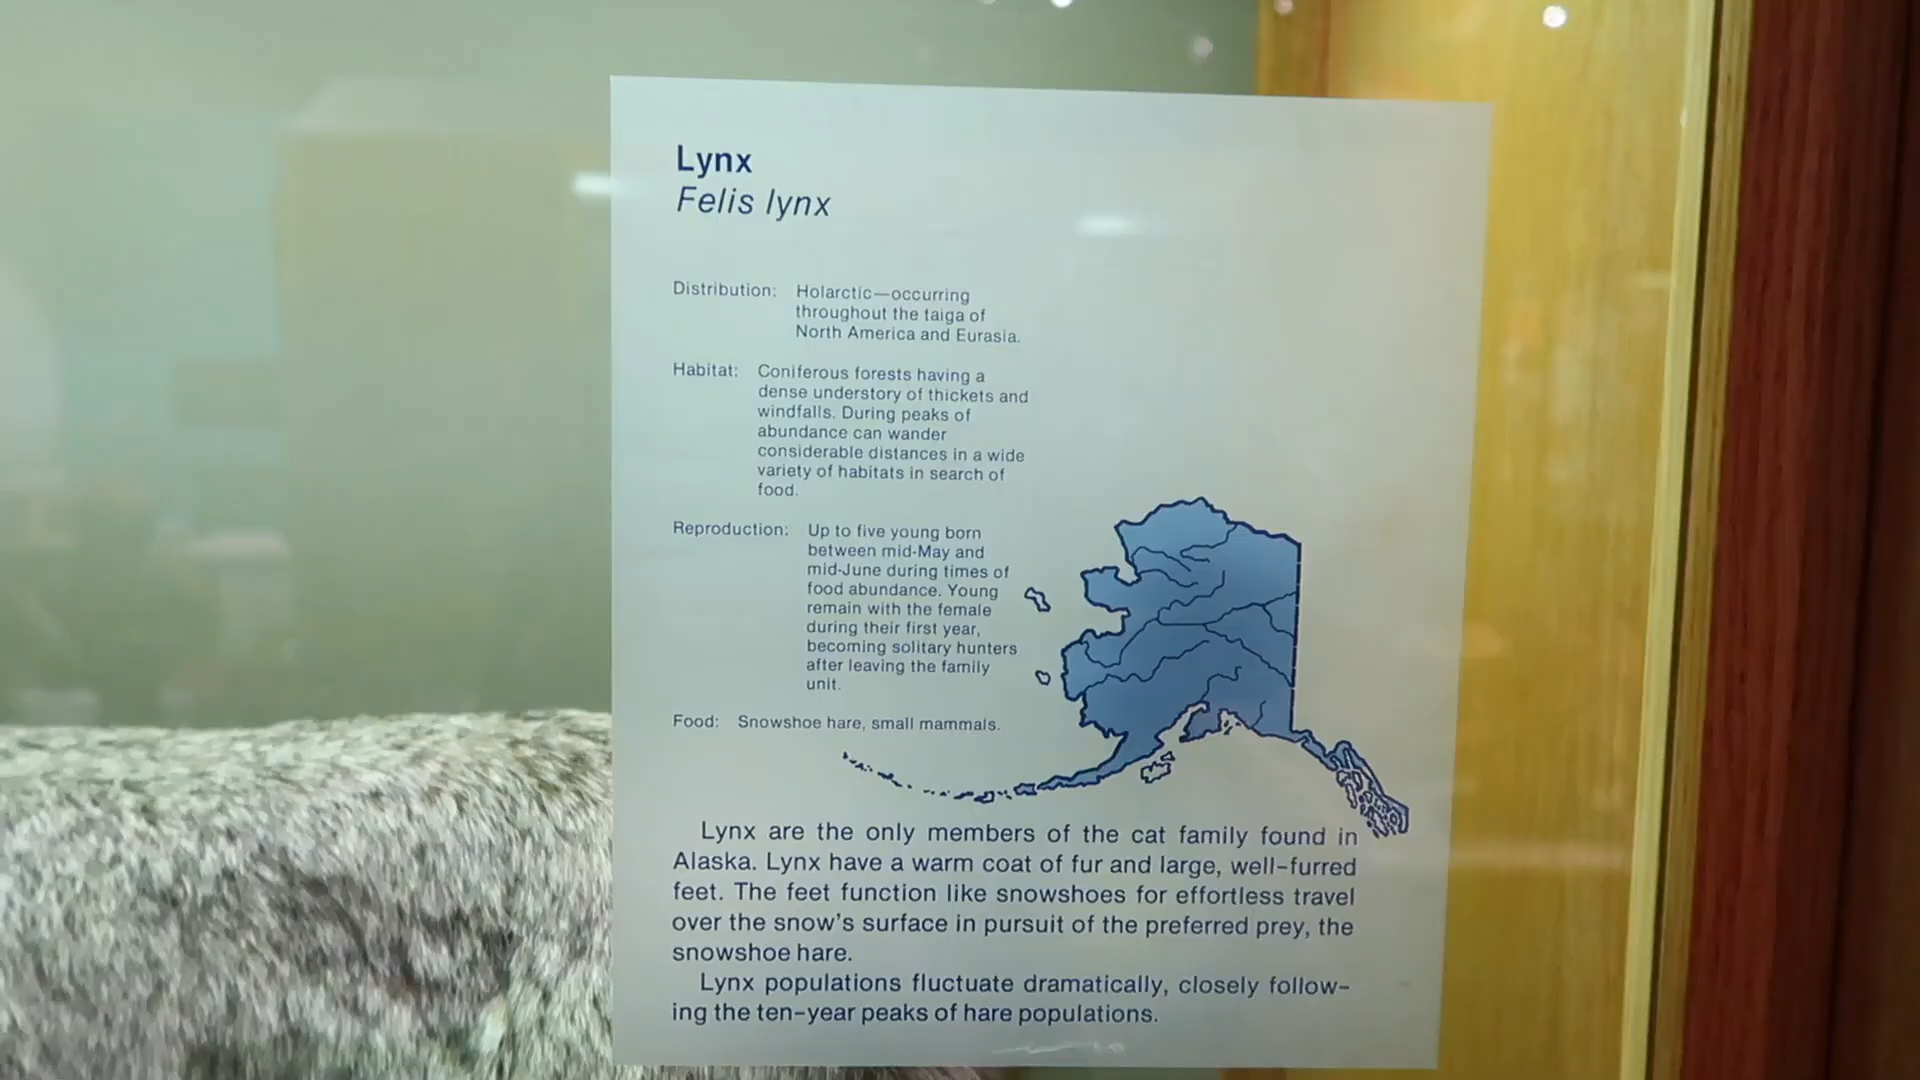 Lynx
Felis lynx
Distribution: Holarctic—occurring
throughout the taiga of
North America and Eurasia.
Habitat: Coniferous forests having a
dense understory of thickets and
windfalls. During peaks of
abundance can wander
considerable distances in a wide
variety of habitats in search of
food.
Reproduction: Up to five young born
between mid-May and
mid-June during times of
food abundance. Young
remain with the female
during their first year,
becoming solitary hunters
after leaving the family
unit.
Food: Snowshoe hare, small mammals.
Lynx are the only members of the cat family found in
Alaska. Lynx have a warm coat of fur and large, well-furred
feet. The feet function like snowshoes for effortless travel
over the snow's surface in pursuit of the preferred prey, the
snowshoe hare.
Lynx populations fluctuate dramatically, closely follow-
ing the ten-year peaks of hare populations.